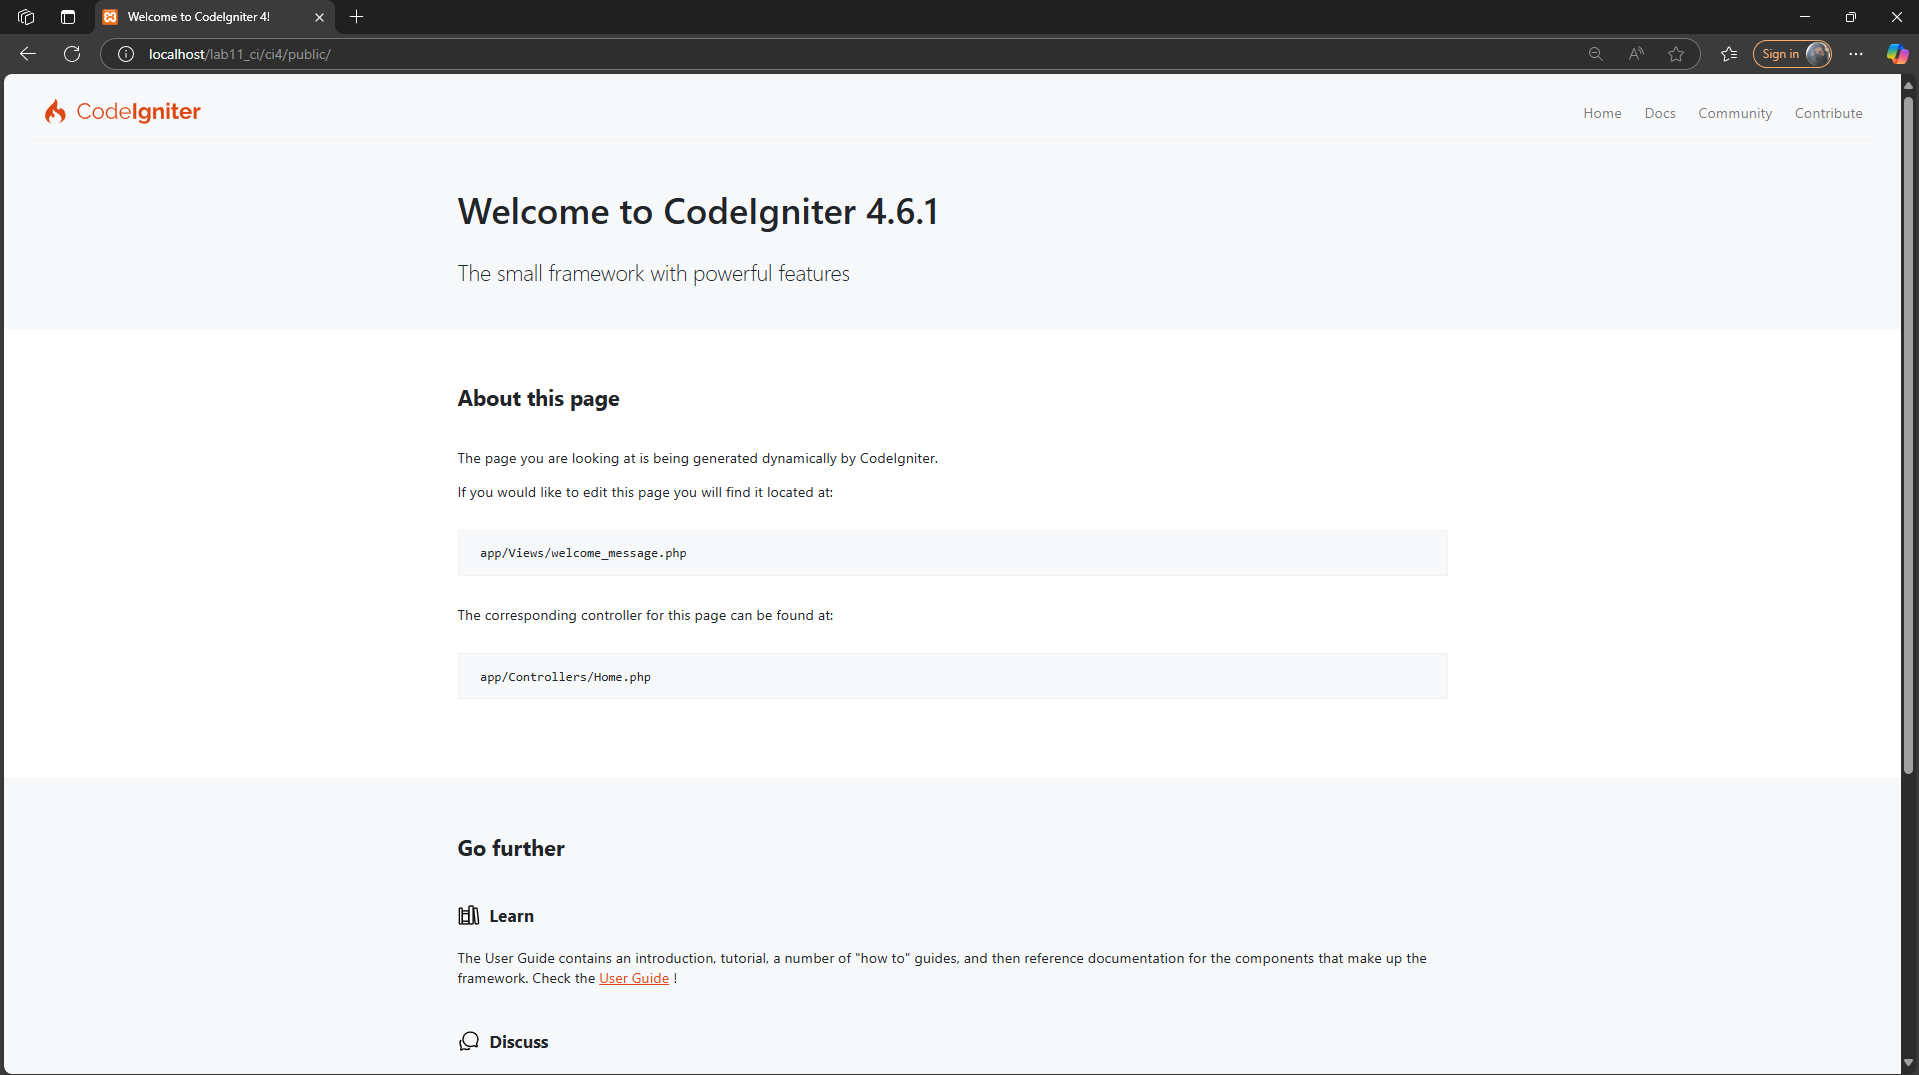 Welcome to CodeIgniter 4!
localhost/lab11_ci/ci4/public/
Sign in
CodeIgniter
Home Docs Community Contribute
Welcome to CodeIgniter 4.6.1
The small framework with powerful features
About this page
The page you are looking at is being generated dynamically by CodeIgniter.
If you would like to edit this page you will find it located at:
app/Views/welcome_message.php
The corresponding controller for this page can be found at:
app/Controllers/Home.php
Go further
Learn
The User Guide contains an introduction, tutorial, a number of "how to" guides, and then reference documentation for the components that make up the
framework. Check the User Guide !
Discuss